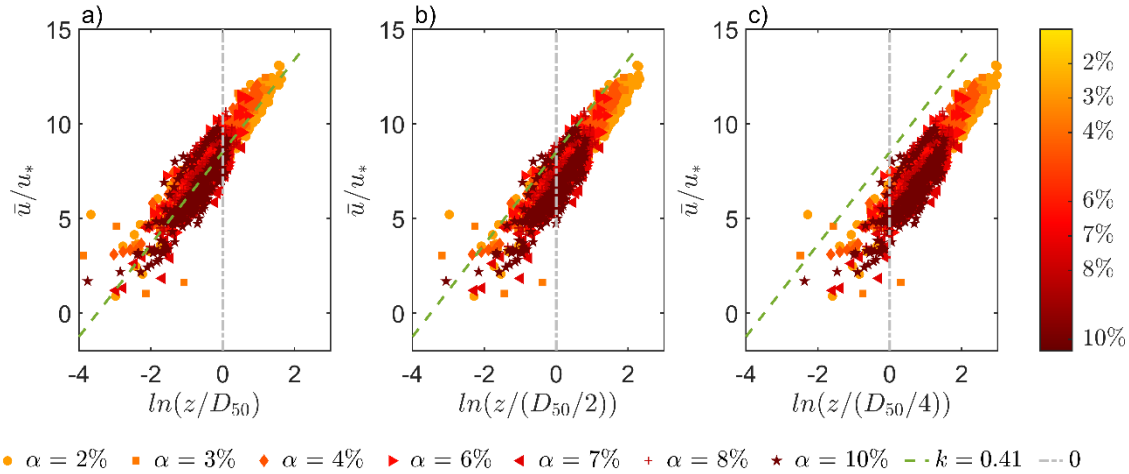 a)
b)
c)
15
10
5
0
ū/u*
-4 -2 0 2
ln(z/D50)
15
10
5
0
ū/u*
-4 -2 0 2
ln(z/(D50/2))
15
10
5
0
ū/u*
-4 -2 0 2
ln(z/(D50/4))
2%
3%
4%
6%
7%
8%
10%
α = 2% α = 3% α = 4% α = 6% α = 7% α = 8% α = 10% k = 0.41 0